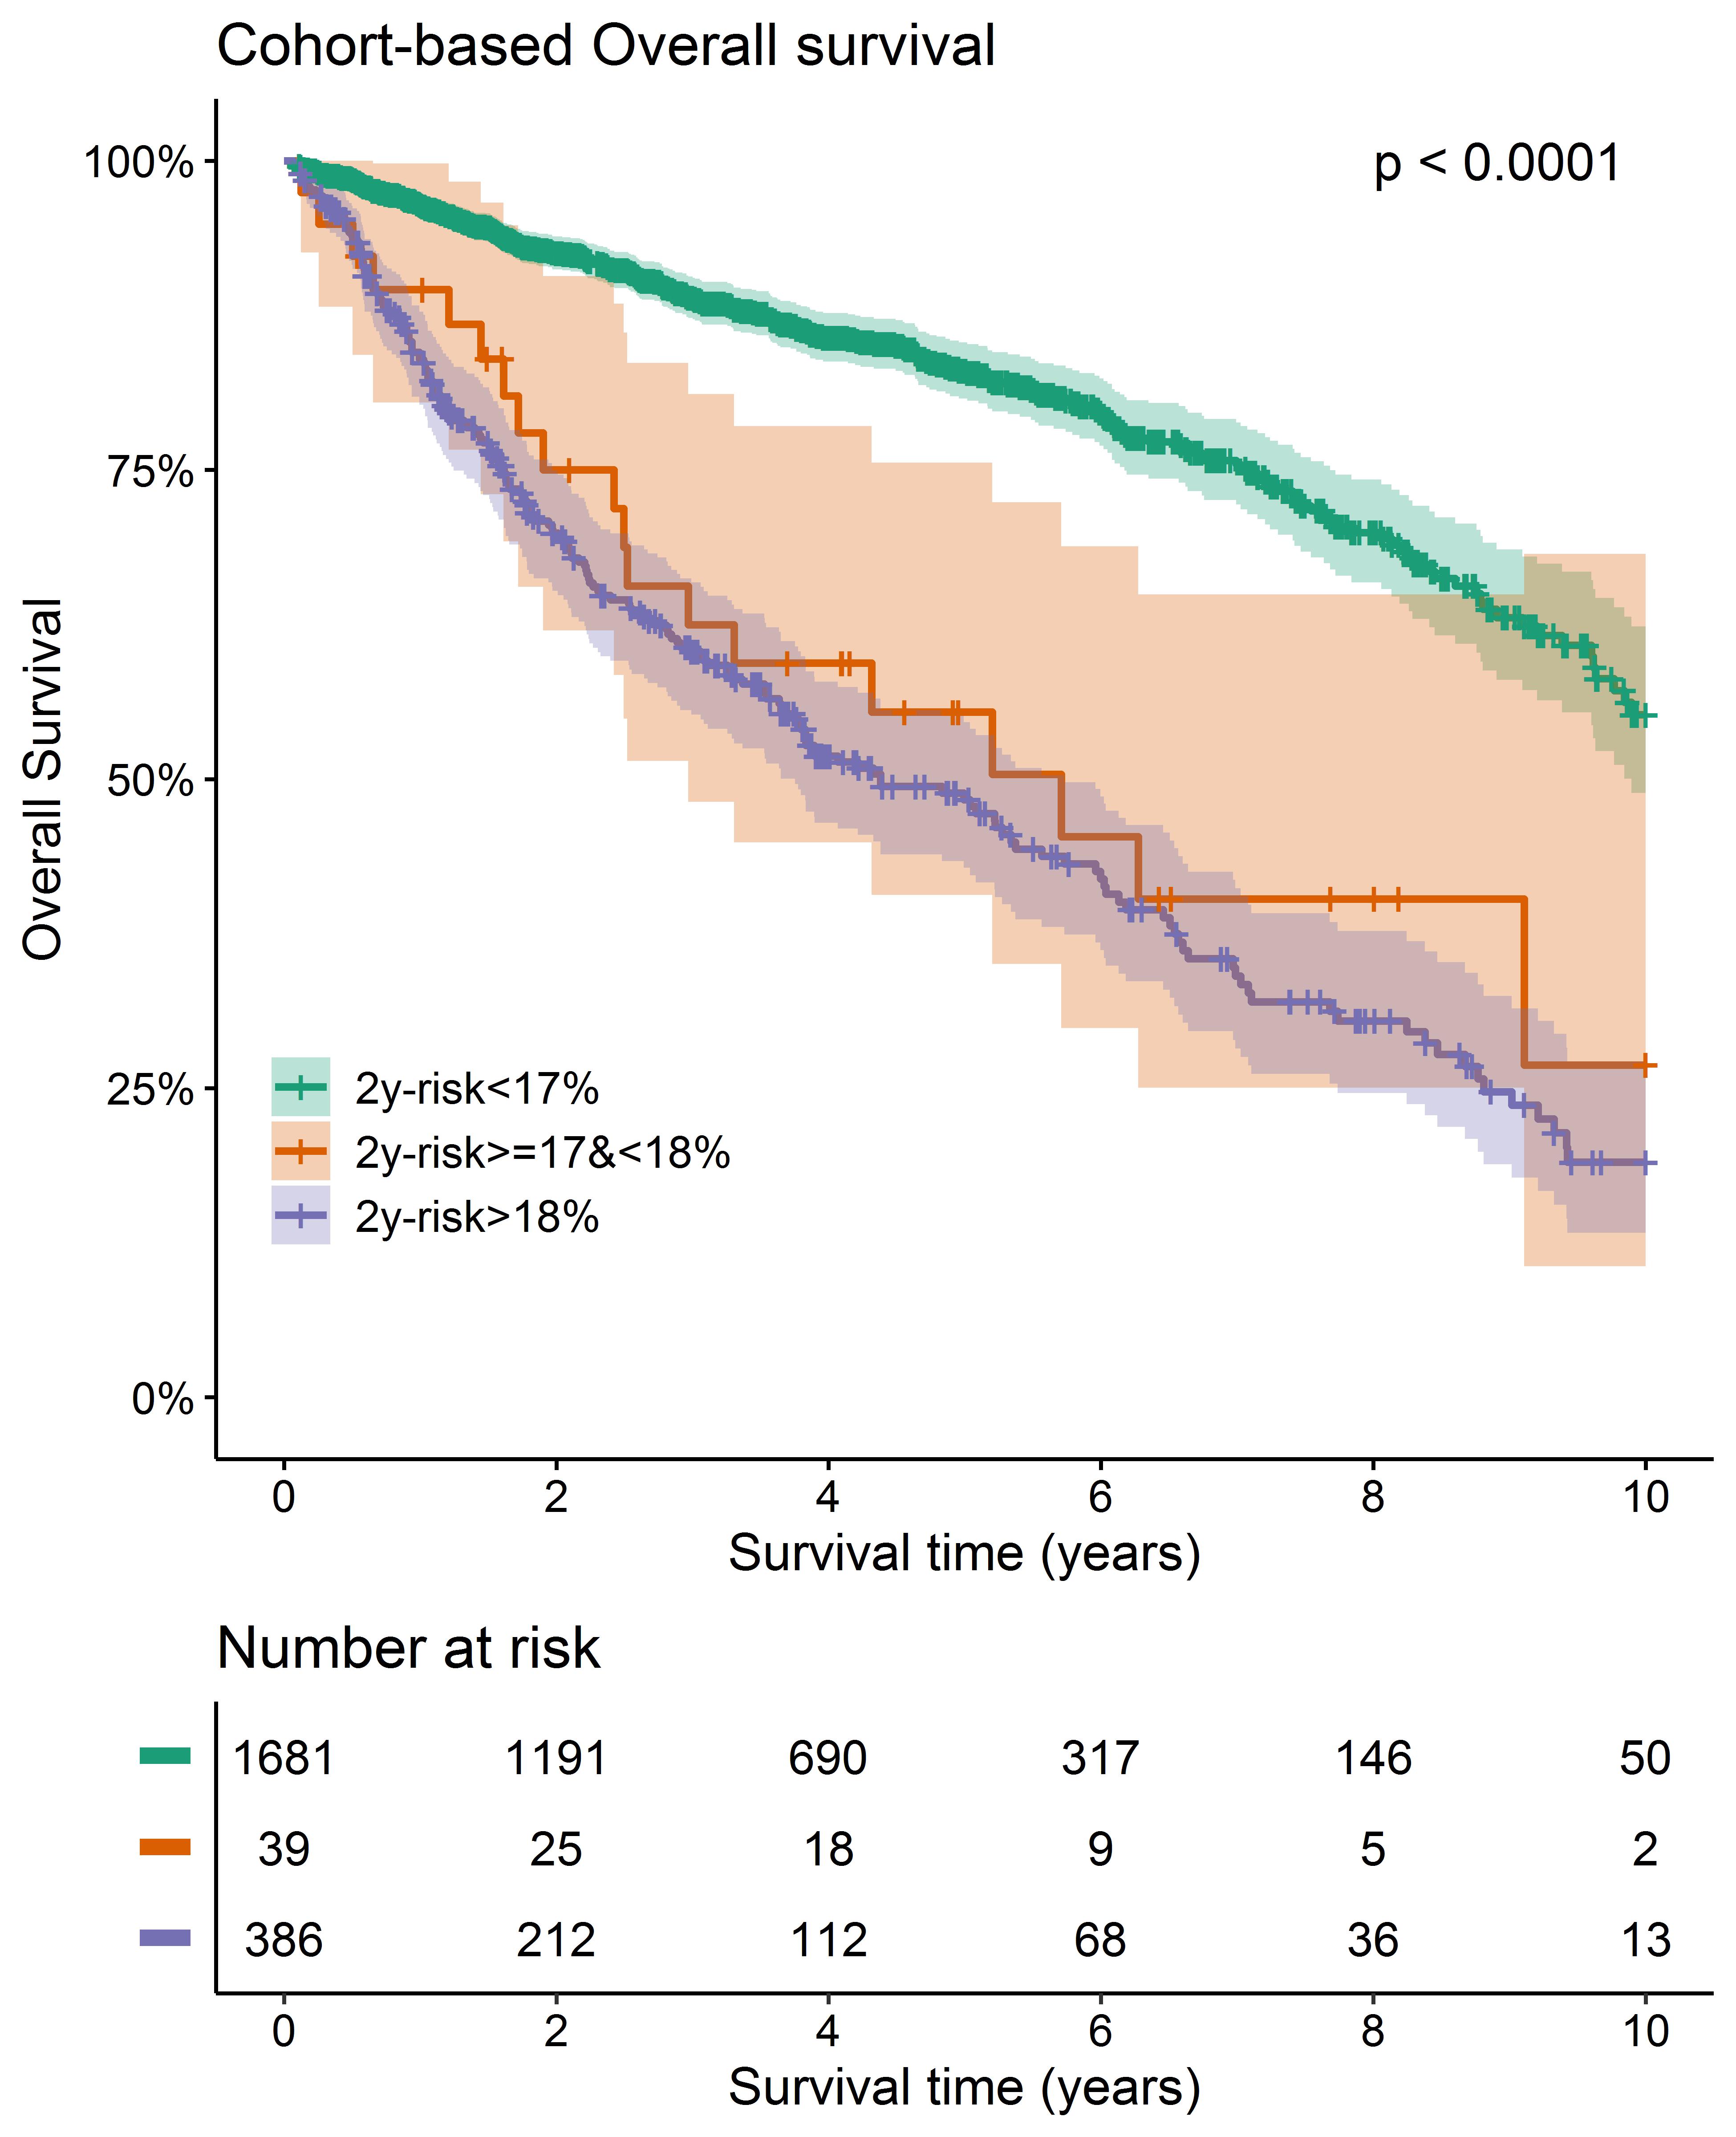 Cohort-based Overall survival
p < 0.0001
100%
75%
50%
25%
0%
Overall Survival
2y-risk<17%
2y-risk>=17&<18%
2y-risk>18%
0 2 4 6 8 10
Survival time (years)
Number at risk
1681 1191 690 317 146 50
39 25 18 9 5 2
386 212 112 68 36 13
0 2 4 6 8 10
Survival time (years)